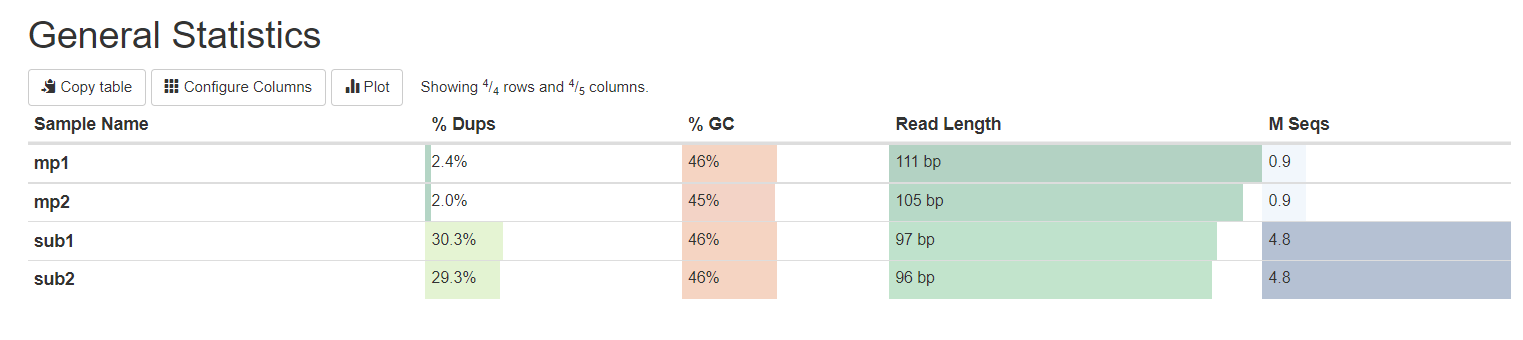 General Statistics
Copy table Configure Columns Plot Showing 4/4 rows and 4/5 columns.
Sample Name % Dups % GC Read Length M Seqs
mp1 2.4% 46% 111 bp 0.9
mp2 2.0% 45% 105 bp 0.9
sub1 30.3% 46% 97 bp 4.8
sub2 29.3% 46% 96 bp 4.8